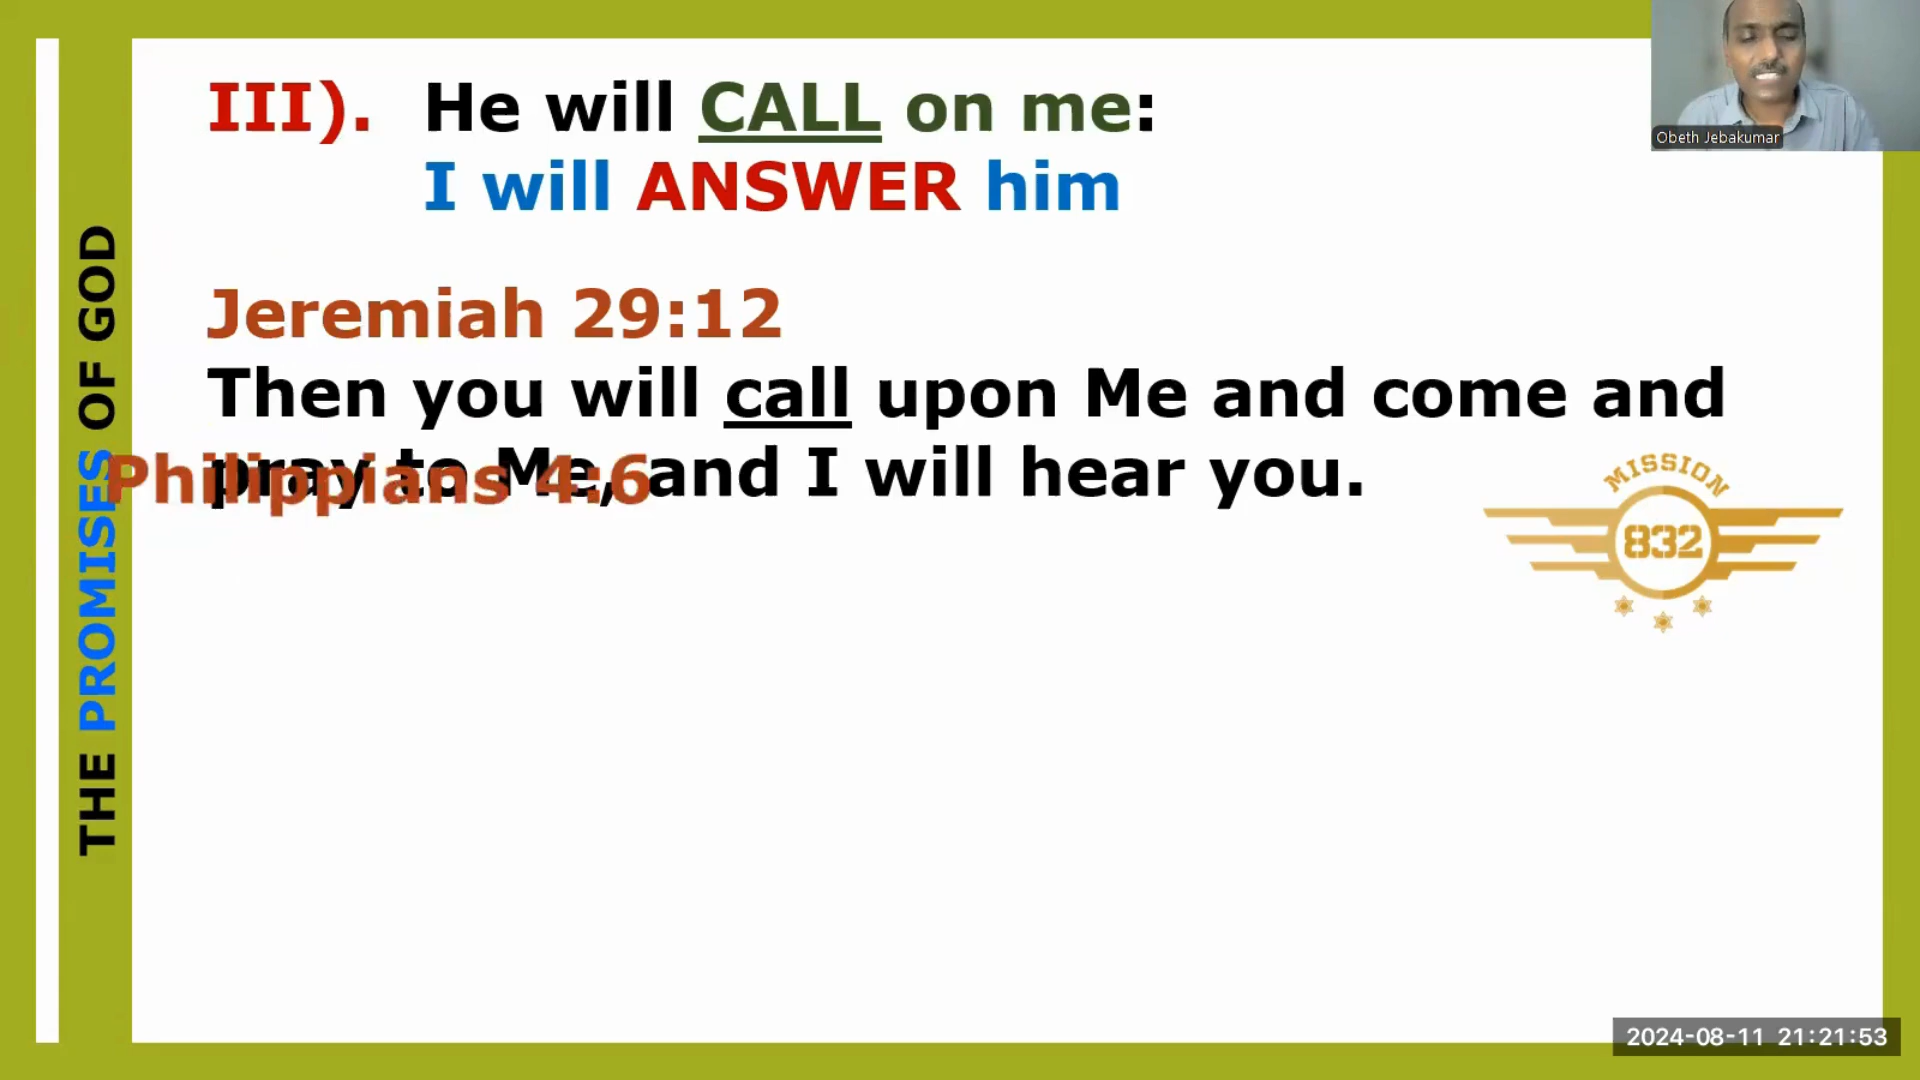 III). He will CALL on me:
I will ANSWER him
Jeremiah 29:12
Then you will call upon Me and come and
pray to Me, and I will hear you.
Philippians 4:6
THE PROMISES OF GOD
MISSION
832
Obeth Jebakumar
2024-08-11 21:21:53